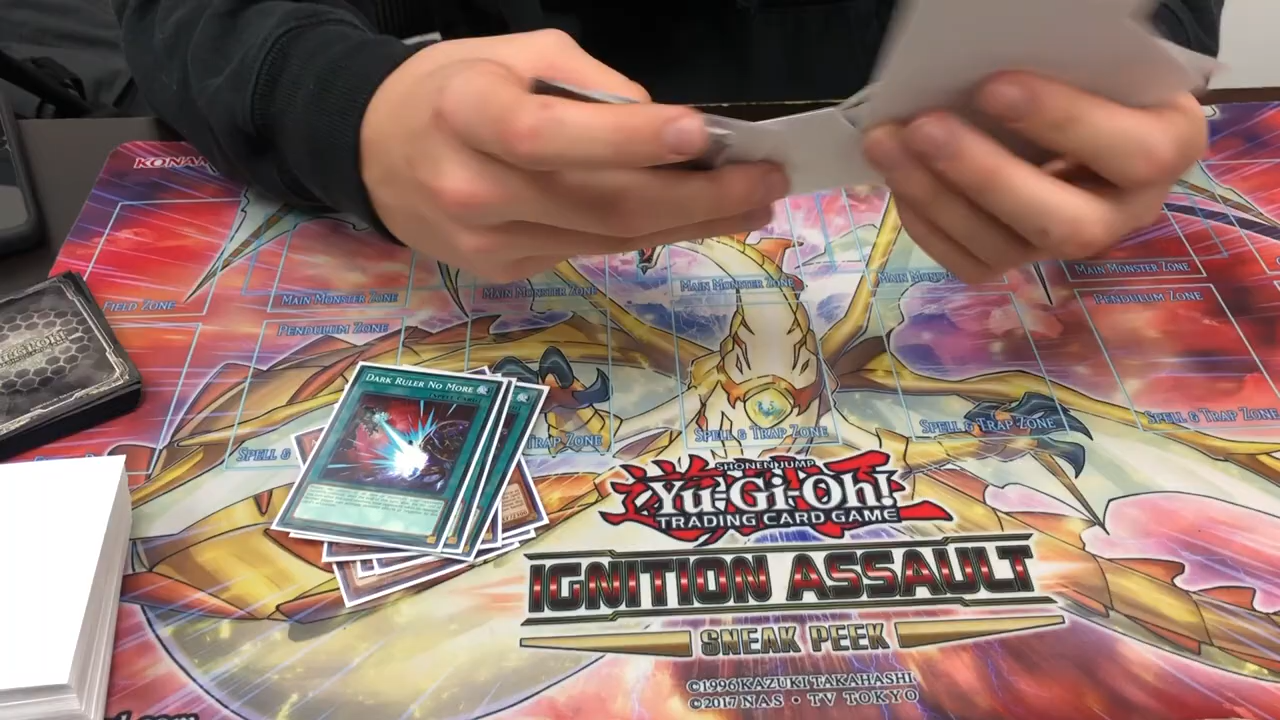 KONAMI
FIELD ZONE
MAIN MONSTER ZONE
MAIN MONSTER ZONE
MAIN MONSTER ZONE
MAIN MONSTER ZONE
MAIN MONSTER ZONE
PENDULUM ZONE
PENDULUM ZONE
DARK RULER NO MORE
SPELL CARD
SPELL &
TRAP ZONE
SPELL & TRAP ZONE
SPELL & TRAP ZONE
SPELL & TRAP ZONE
SHONEN JUMP
Yu-Gi-Oh!
TRADING CARD GAME
IGNITION ASSAULT
SNEAK PEEK
©1996 KAZUKI TAKAHASHI
©2017 NAS • TV TOKYO